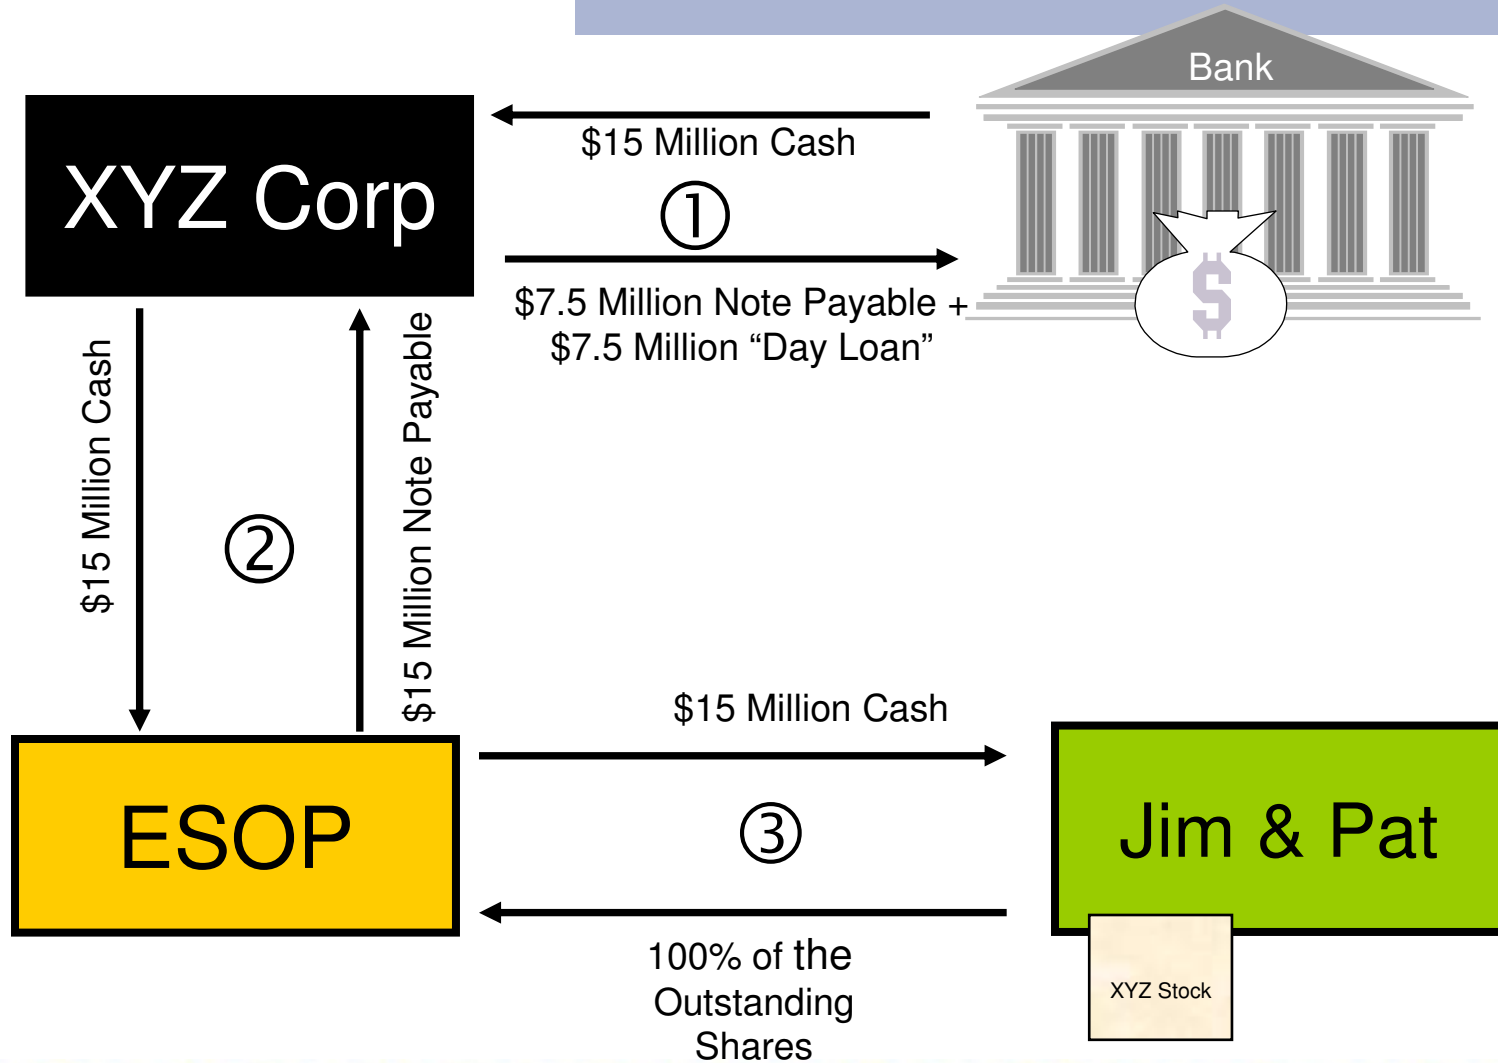 Bank
$15 Million Cash
XYZ Corp
①
$7.5 Million Note Payable +
$7.5 Million “Day Loan”
$15 Million Cash
②
$15 Million Note Payable
$15 Million Cash
ESOP
③
Jim & Pat
100% of the
Outstanding
Shares
XYZ Stock
$